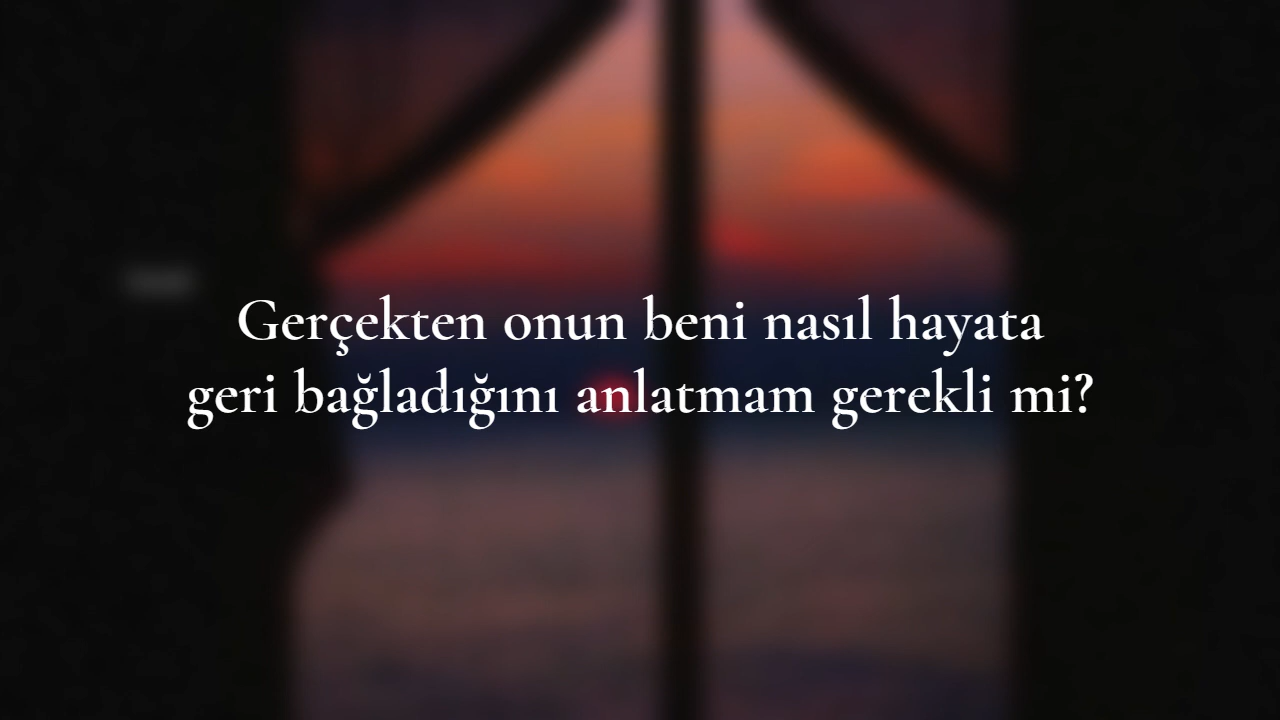 Gerçekten onun beni nasıl hayata
geri bağladığını anlatmam gerekli mi?